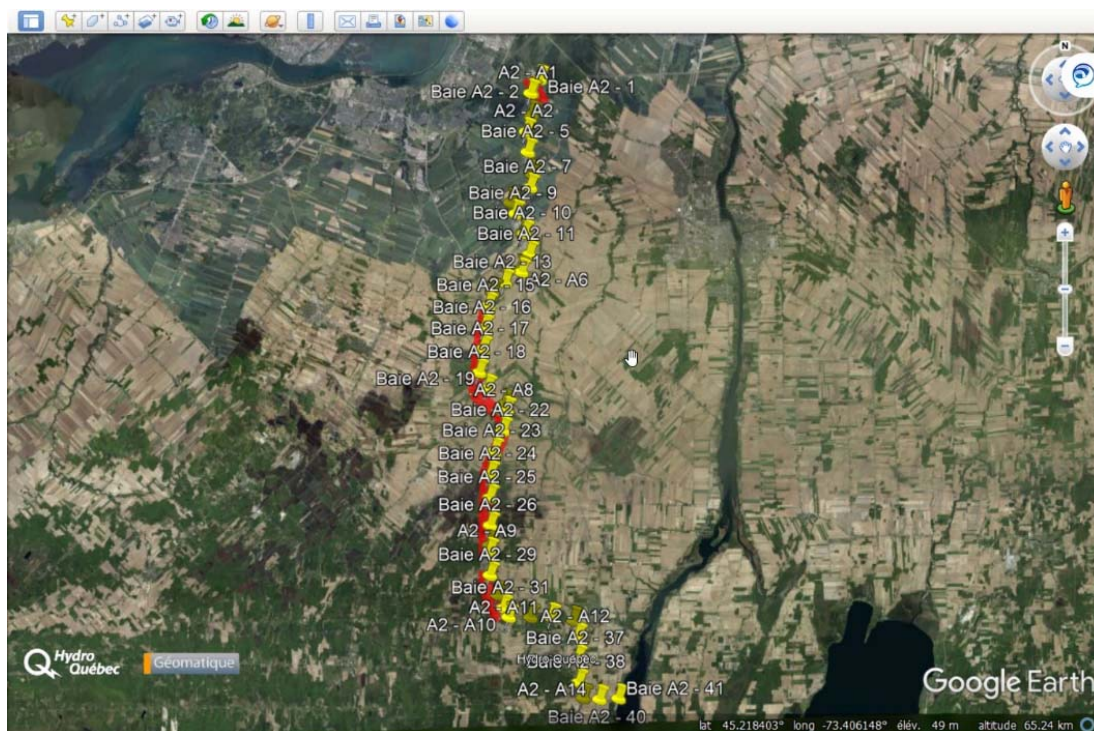 N
A2 - A1
Baie A2 - 2
Baie A2 - 1
A2 - A2
Baie A2 - 5
Baie A2 - 7
Baie A2 - 9
Baie A2 - 10
Baie A2 - 11
Baie A2 - 13
A2 - A6
Baie A2 - 15
Baie A2 - 16
Baie A2 - 17
Baie A2 - 18
Baie A2 - 19
A2 - A8
Baie A2 - 22
Baie A2 - 23
Baie A2 - 24
Baie A2 - 25
Baie A2 - 26
A2 - A9
Baie A2 - 29
Baie A2 - 31
A2 - A11
A2 - A12
A2 - A10
Baie A2 - 37
Baie A2 - 38
Hydro-Québec
A2 - A14
Baie A2 - 41
Baie A2 - 40
Hydro
Québec
Géomatique
Google Earth
lat 45.218403° long -73.406148° élév. 49 m altitude 65.24 km